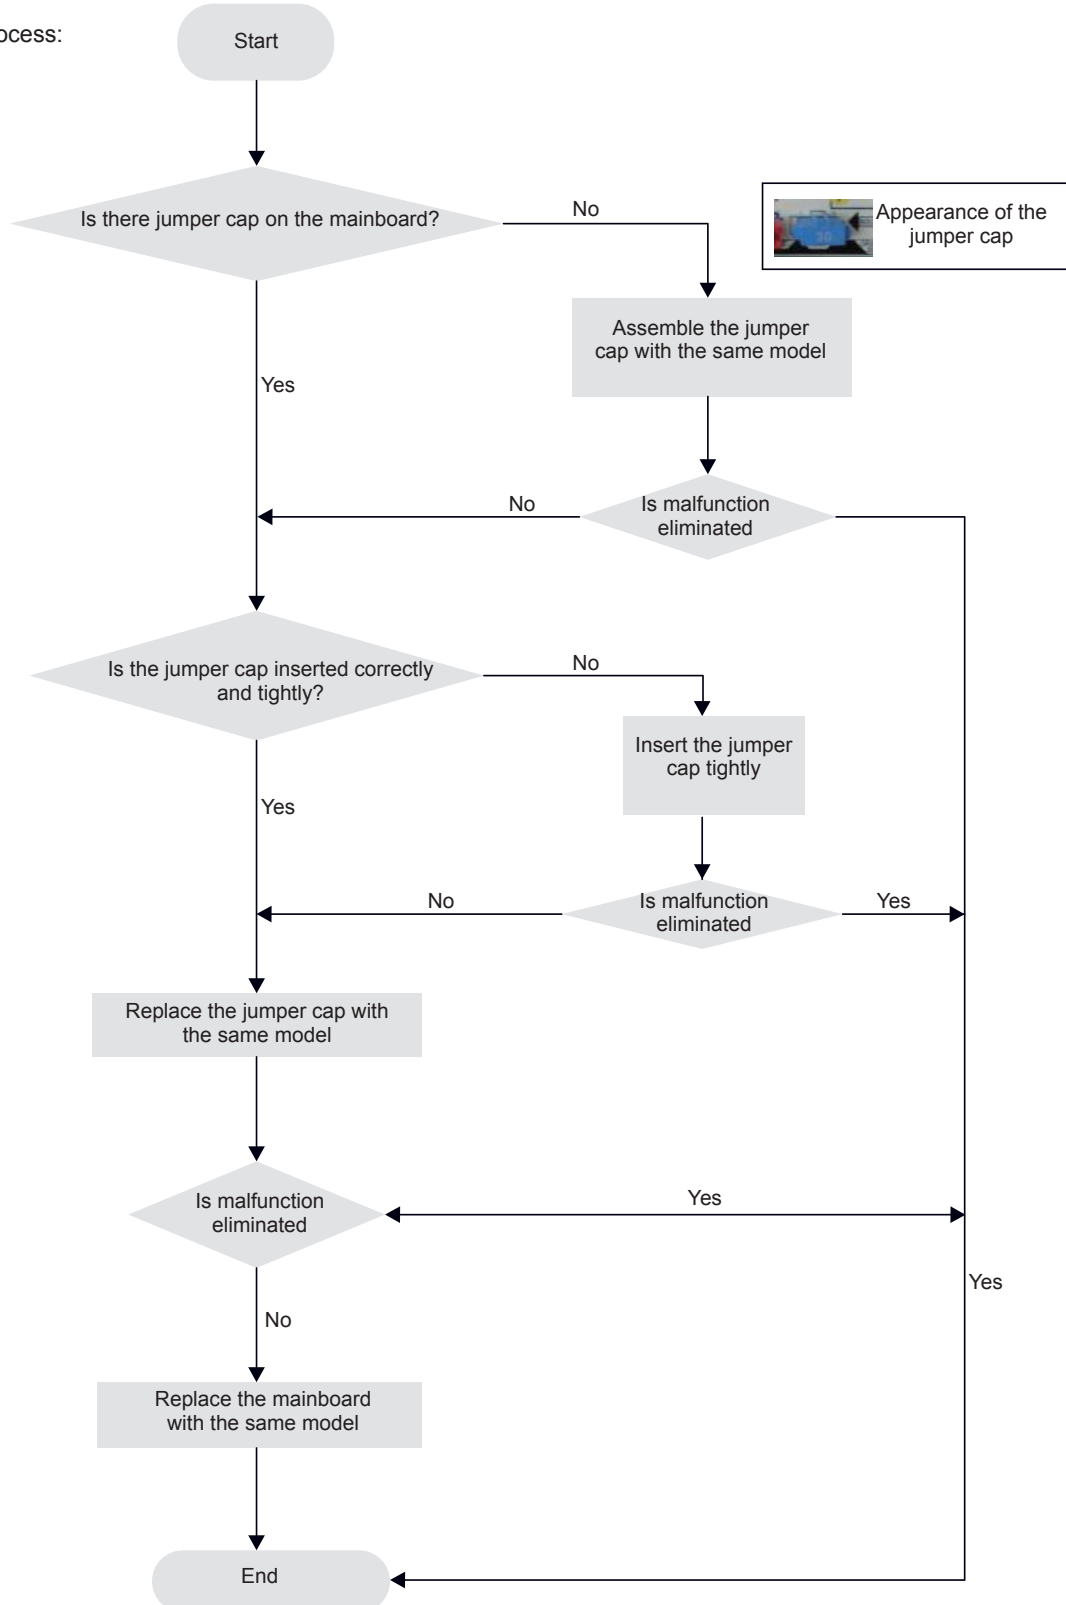 ocess:
Start
Is there jumper cap on the mainboard?
No
Appearance of the
jumper cap
Assemble the jumper
cap with the same model
Yes
No
Is malfunction
eliminated
Is the jumper cap inserted correctly
and tightly?
No
Insert the jumper
cap tightly
Yes
No
Is malfunction
eliminated
Yes
Replace the jumper cap with
the same model
Is malfunction
eliminated
Yes
Yes
No
Replace the mainboard
with the same model
End